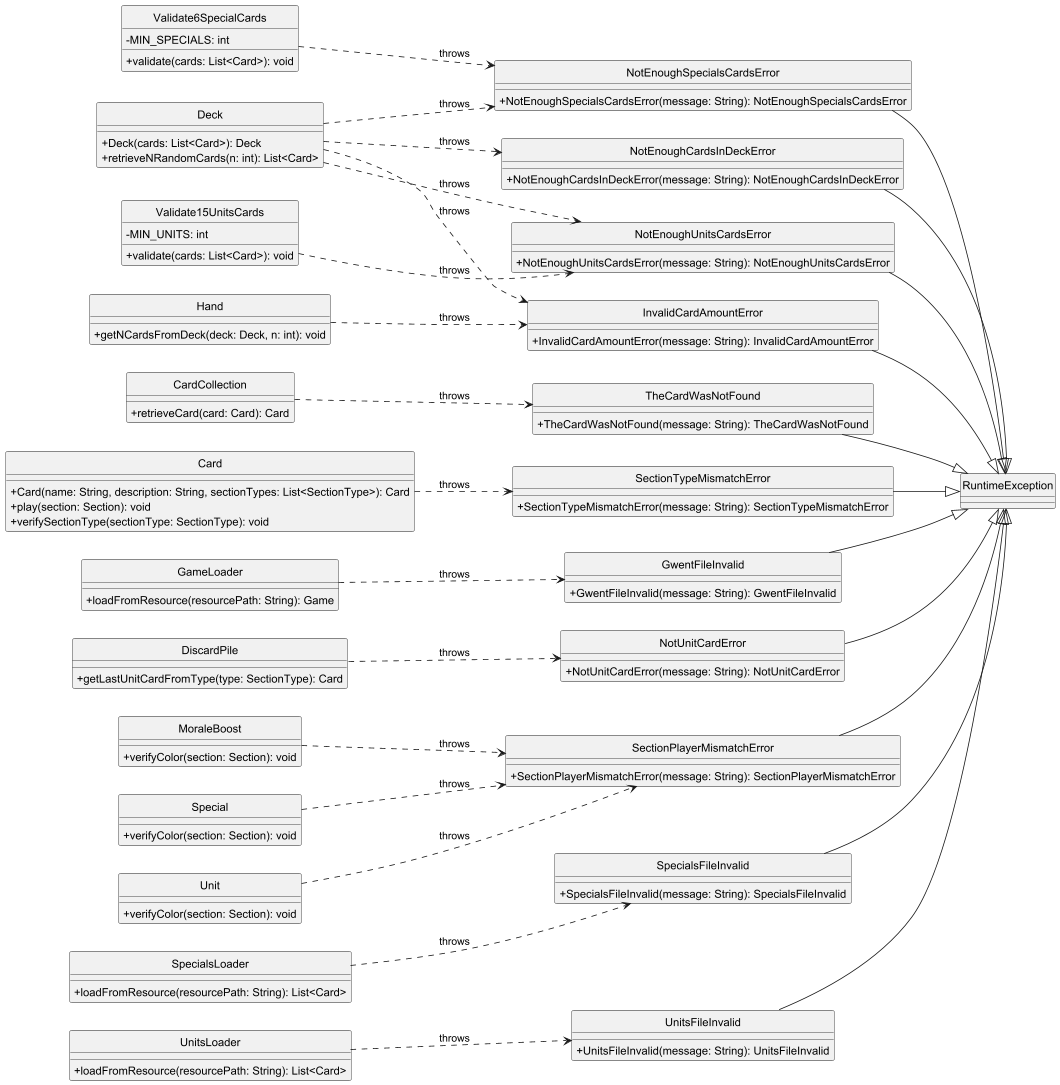 Validate6SpecialCards
-MIN_SPECIALS: int
+validate(cards: List<Card>): void
throws
NotEnoughSpecialsCardsError
+NotEnoughSpecialsCardsError(message: String): NotEnoughSpecialsCardsError
Deck
+Deck(cards: List<Card>): Deck
+retrieveNRandomCards(n: int): List<Card>
throws
throws
throws
throws
NotEnoughCardsInDeckError
+NotEnoughCardsInDeckError(message: String): NotEnoughCardsInDeckError
Validate15UnitsCards
-MIN_UNITS: int
+validate(cards: List<Card>): void
throws
NotEnoughUnitsCardsError
+NotEnoughUnitsCardsError(message: String): NotEnoughUnitsCardsError
Hand
+getNCardsFromDeck(deck: Deck, n: int): void
throws
InvalidCardAmountError
+InvalidCardAmountError(message: String): InvalidCardAmountError
CardCollection
+retrieveCard(card: Card): Card
throws
TheCardWasNotFound
+TheCardWasNotFound(message: String): TheCardWasNotFound
Card
+Card(name: String, description: String, sectionTypes: List<SectionType>): Card
+play(section: Section): void
+verifySectionType(sectionType: SectionType): void
throws
SectionTypeMismatchError
+SectionTypeMismatchError(message: String): SectionTypeMismatchError
RuntimeException
GameLoader
+loadFromResource(resourcePath: String): Game
throws
GwentFileInvalid
+GwentFileInvalid(message: String): GwentFileInvalid
DiscardPile
+getLastUnitCardFromType(type: SectionType): Card
throws
NotUnitCardError
+NotUnitCardError(message: String): NotUnitCardError
MoraleBoost
+verifyColor(section: Section): void
throws
SectionPlayerMismatchError
+SectionPlayerMismatchError(message: String): SectionPlayerMismatchError
Special
+verifyColor(section: Section): void
throws
Unit
+verifyColor(section: Section): void
throws
SpecialsFileInvalid
+SpecialsFileInvalid(message: String): SpecialsFileInvalid
SpecialsLoader
+loadFromResource(resourcePath: String): List<Card>
throws
UnitsLoader
+loadFromResource(resourcePath: String): List<Card>
throws
UnitsFileInvalid
+UnitsFileInvalid(message: String): UnitsFileInvalid